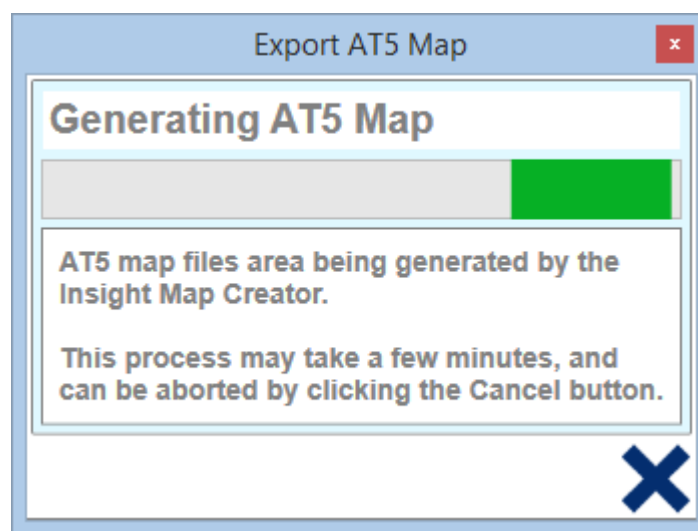 Export AT5 Map
x
Generating AT5 Map
AT5 map files area being generated by the
Insight Map Creator.
This process may take a few minutes, and
can be aborted by clicking the Cancel button.